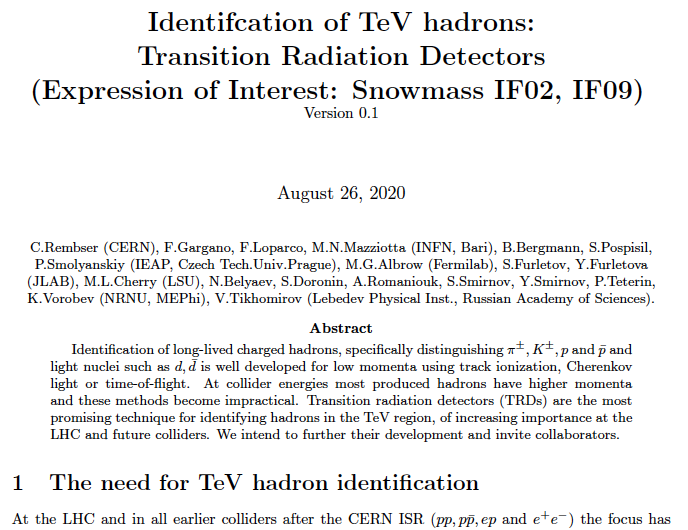 Identifcation of TeV hadrons:
Transition Radiation Detectors
(Expression of Interest: Snowmass IF02, IF09)
Version 0.1
August 26, 2020
C.Rembser (CERN), F.Gargano, F.Loparco, M.N.Mazziotta (INFN, Bari), B.Bergmann, S.Pospisil,
P.Smolyanskiy (IEAP, Czech Tech.Univ.Prague), M.G.Albrow (Fermilab), S.Furletov, Y.Furletova
(JLAB), M.L.Cherry (LSU), N.Belyaev, S.Doronin, A.Romaniouk, S.Smirnov, Y.Smirnov, P.Teterin,
K.Vorobev (NRNU, MEPhi), V.Tikhomirov (Lebedev Physical Inst., Russian Academy of Sciences).
Abstract
Identification of long-lived charged hadrons, specifically distinguishing π±, K±, p and p̄ and
light nuclei such as d, d̄ is well developed for low momenta using track ionization, Cherenkov
light or time-of-flight. At collider energies most produced hadrons have higher momenta
and these methods become impractical. Transition radiation detectors (TRDs) are the most
promising technique for identifying hadrons in the TeV region, of increasing importance at the
LHC and future colliders. We intend to further their development and invite collaborators.
1 The need for TeV hadron identification
At the LHC and in all earlier colliders after the CERN ISR (pp, pp̄, ep and e⁺e⁻) the focus has